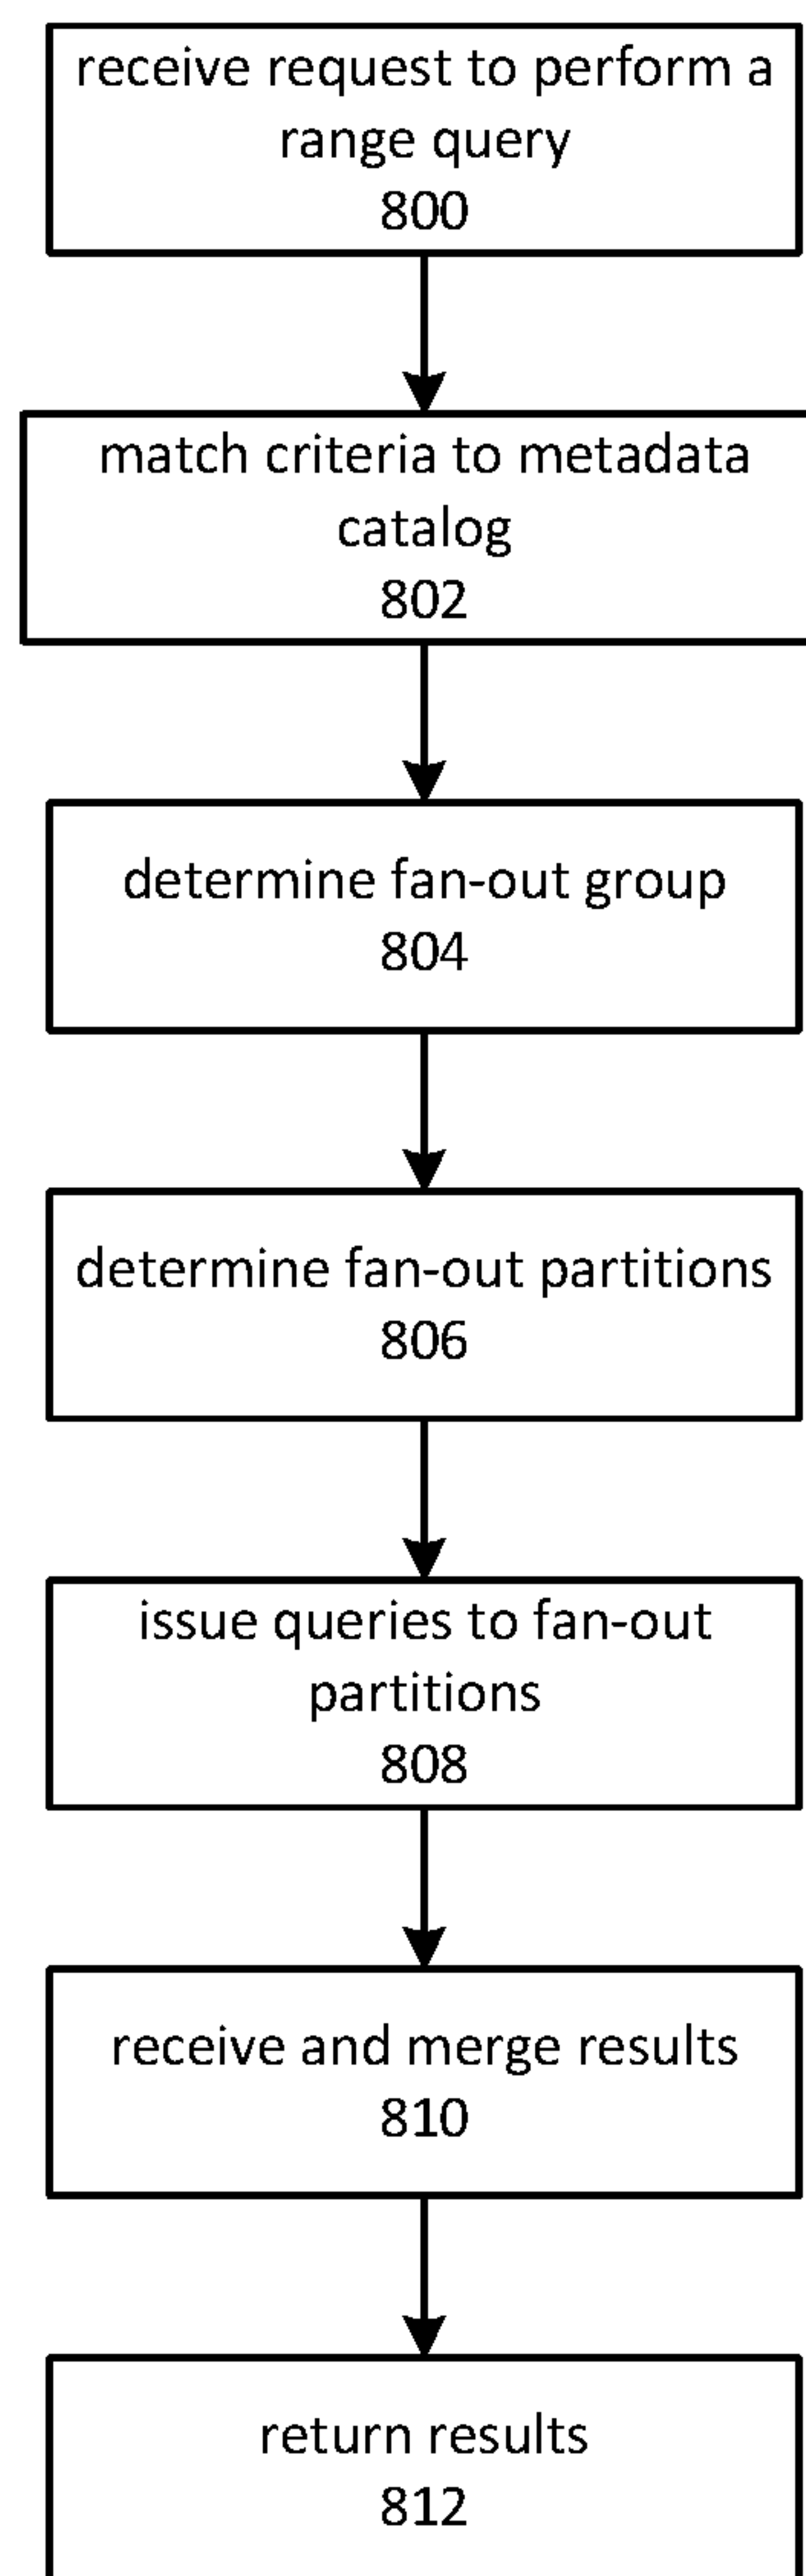 receive request to perform a
range query
800
match criteria to metadata
catalog
802
determine fan-out group
804
determine fan-out partitions
806
issue queries to fan-out
partitions
808
receive and merge results
810
return results
812